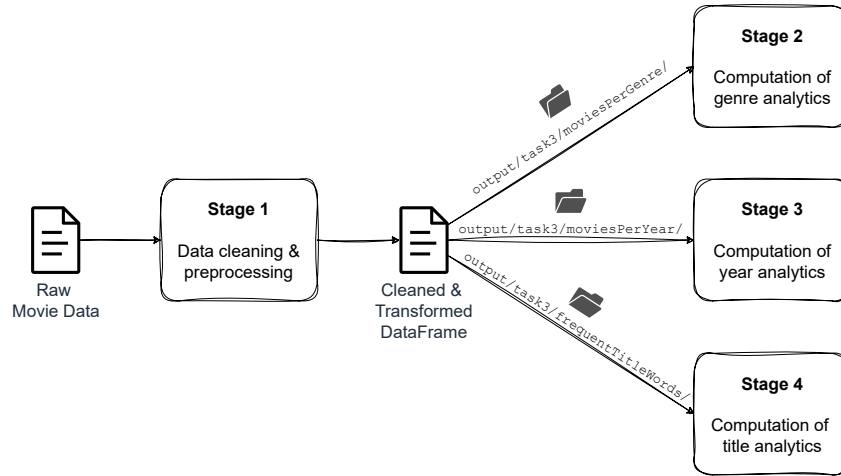 Raw
Movie Data
Stage 1
Data cleaning &
preprocessing
Cleaned &
Transformed
DataFrame
output/task3/moviesPerGenre/
output/task3/moviesPerYear/
output/task3/frequentTitleWords/
Stage 2
Computation of
genre analytics
Stage 3
Computation of
year analytics
Stage 4
Computation of
title analytics